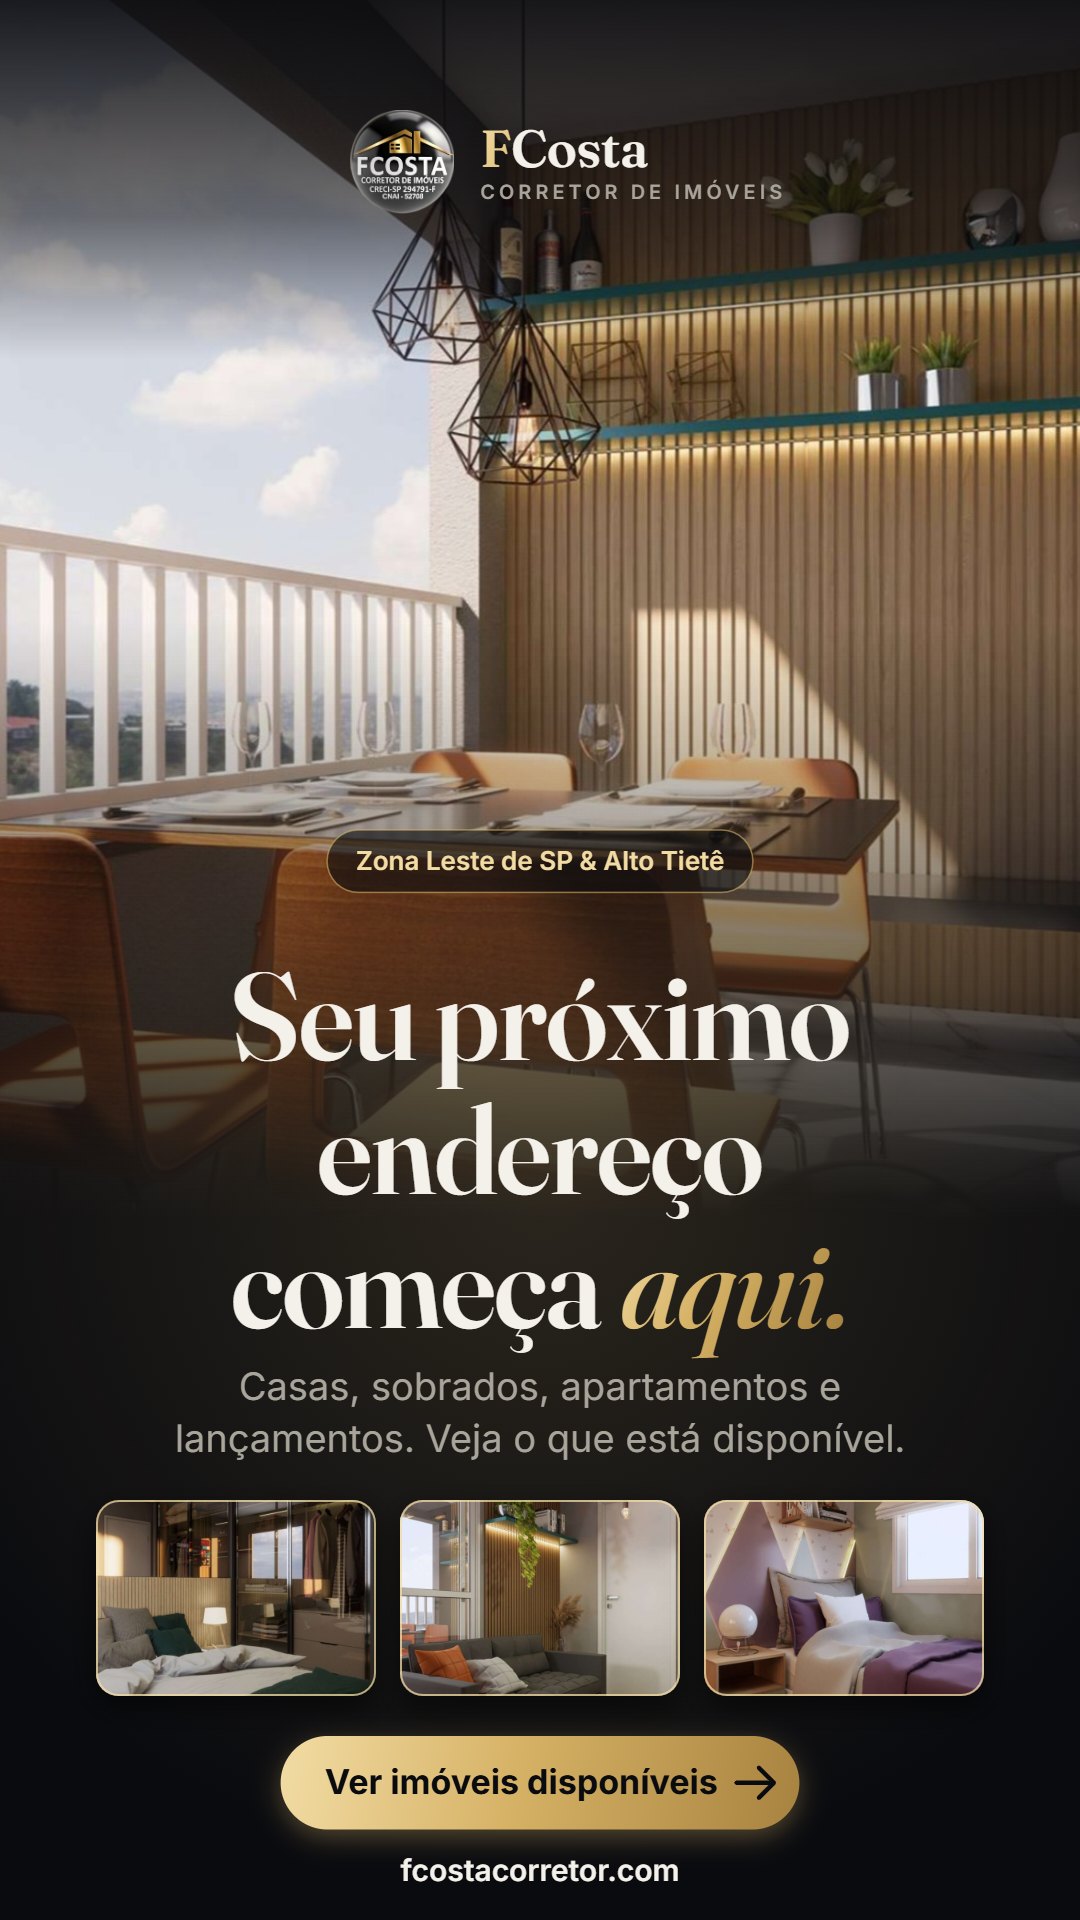 FCOSTA
CORRETOR DE IMÓVEIS
CRECI-SP 294791-F
CNAI - 52708
FCosta
CORRETOR DE IMÓVEIS
Zona Leste de SP & Alto Tietê
Seu próximo
endereço
começa aqui.
Casas, sobrados, apartamentos e
lançamentos. Veja o que está disponível.
Ver imóveis disponíveis →
fcostacorretor.com